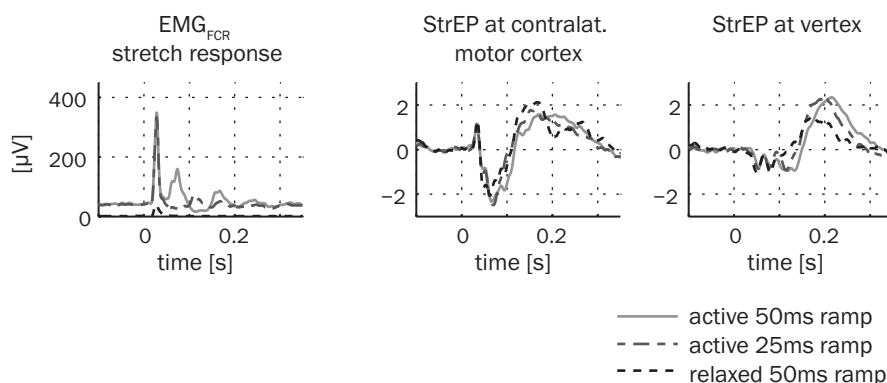 EMG_FCR
stretch response
StrEP at contralat.
motor cortex
StrEP at vertex
[µV]
400
200
0
0 0.2
time [s]
2
0
−2
0 0.2
time [s]
2
0
−2
0 0.2
time [s]
active 50ms ramp
active 25ms ramp
relaxed 50ms ramp